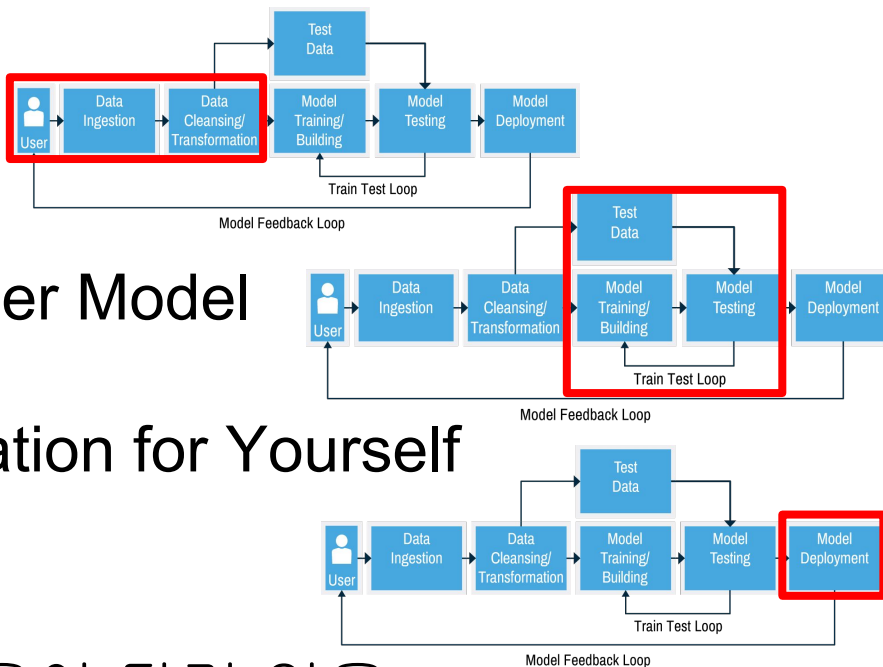 Test
Data
User
Data
Ingestion
Data
Cleansing/
Transformation
Model
Training/
Building
Model
Testing
Model
Deployment
Train Test Loop
Model Feedback Loop
er Model
Test
Data
User
Data
Ingestion
Data
Cleansing/
Transformation
Model
Training/
Building
Model
Testing
Model
Deployment
Train Test Loop
Model Feedback Loop
ation for Yourself
Test
Data
User
Data
Ingestion
Data
Cleansing/
Transformation
Model
Training/
Building
Model
Testing
Model
Deployment
Train Test Loop
Model Feedback Loop